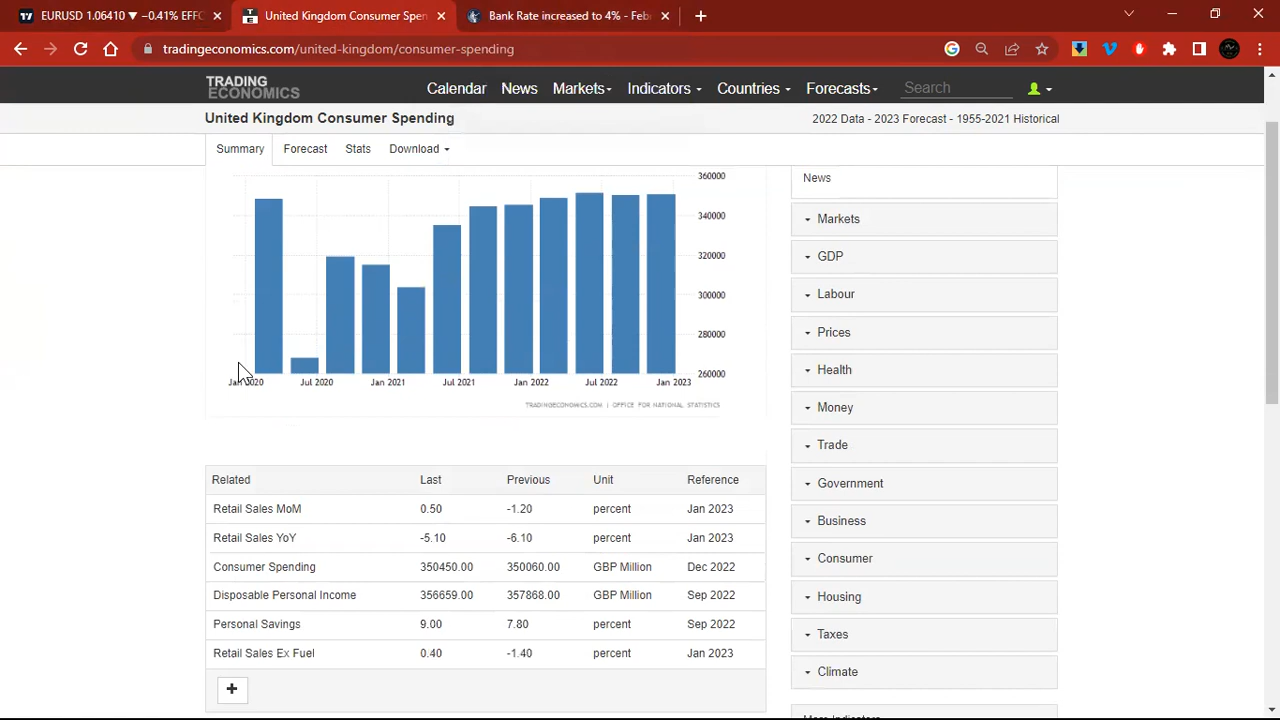 EURUSD 1.06410 ▼ −0.41% EFFC
United Kingdom Consumer Spen
Bank Rate increased to 4% - Feb
tradingeconomics.com/united-kingdom/consumer-spending
TRADING ECONOMICS
Calendar News Markets Indicators Countries Forecasts Search
United Kingdom Consumer Spending
2022 Data - 2023 Forecast - 1955-2021 Historical
Summary Forecast Stats Download
360000
340000
320000
300000
280000
260000
Jan 2020 Jul 2020 Jan 2021 Jul 2021 Jan 2022 Jul 2022 Jan 2023
TRADINGECONOMICS.COM | OFFICE FOR NATIONAL STATISTICS
Related Last Previous Unit Reference
Retail Sales MoM 0.50 -1.20 percent Jan 2023
Retail Sales YoY -5.10 -6.10 percent Jan 2023
Consumer Spending 350450.00 350060.00 GBP Million Dec 2022
Disposable Personal Income 356659.00 357868.00 GBP Million Sep 2022
Personal Savings 9.00 7.80 percent Sep 2022
Retail Sales Ex Fuel 0.40 -1.40 percent Jan 2023
+
News
Markets
GDP
Labour
Prices
Health
Money
Trade
Government
Business
Consumer
Housing
Taxes
Climate